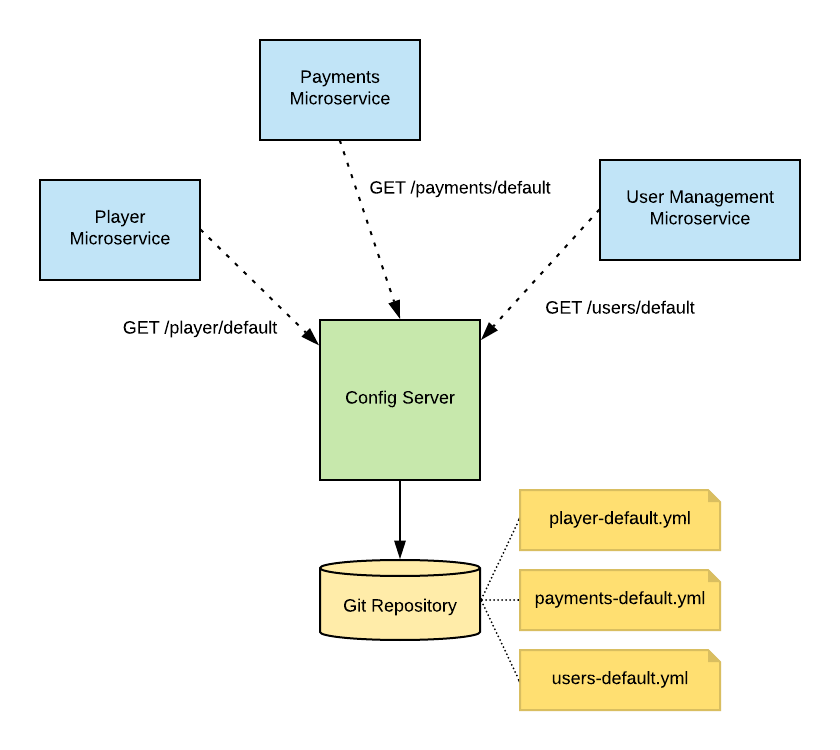 Payments
Microservice
GET /payments/default
User Management
Microservice
Player
Microservice
GET /users/default
GET /player/default
Config Server
player-default.yml
payments-default.yml
Git Repository
users-default.yml